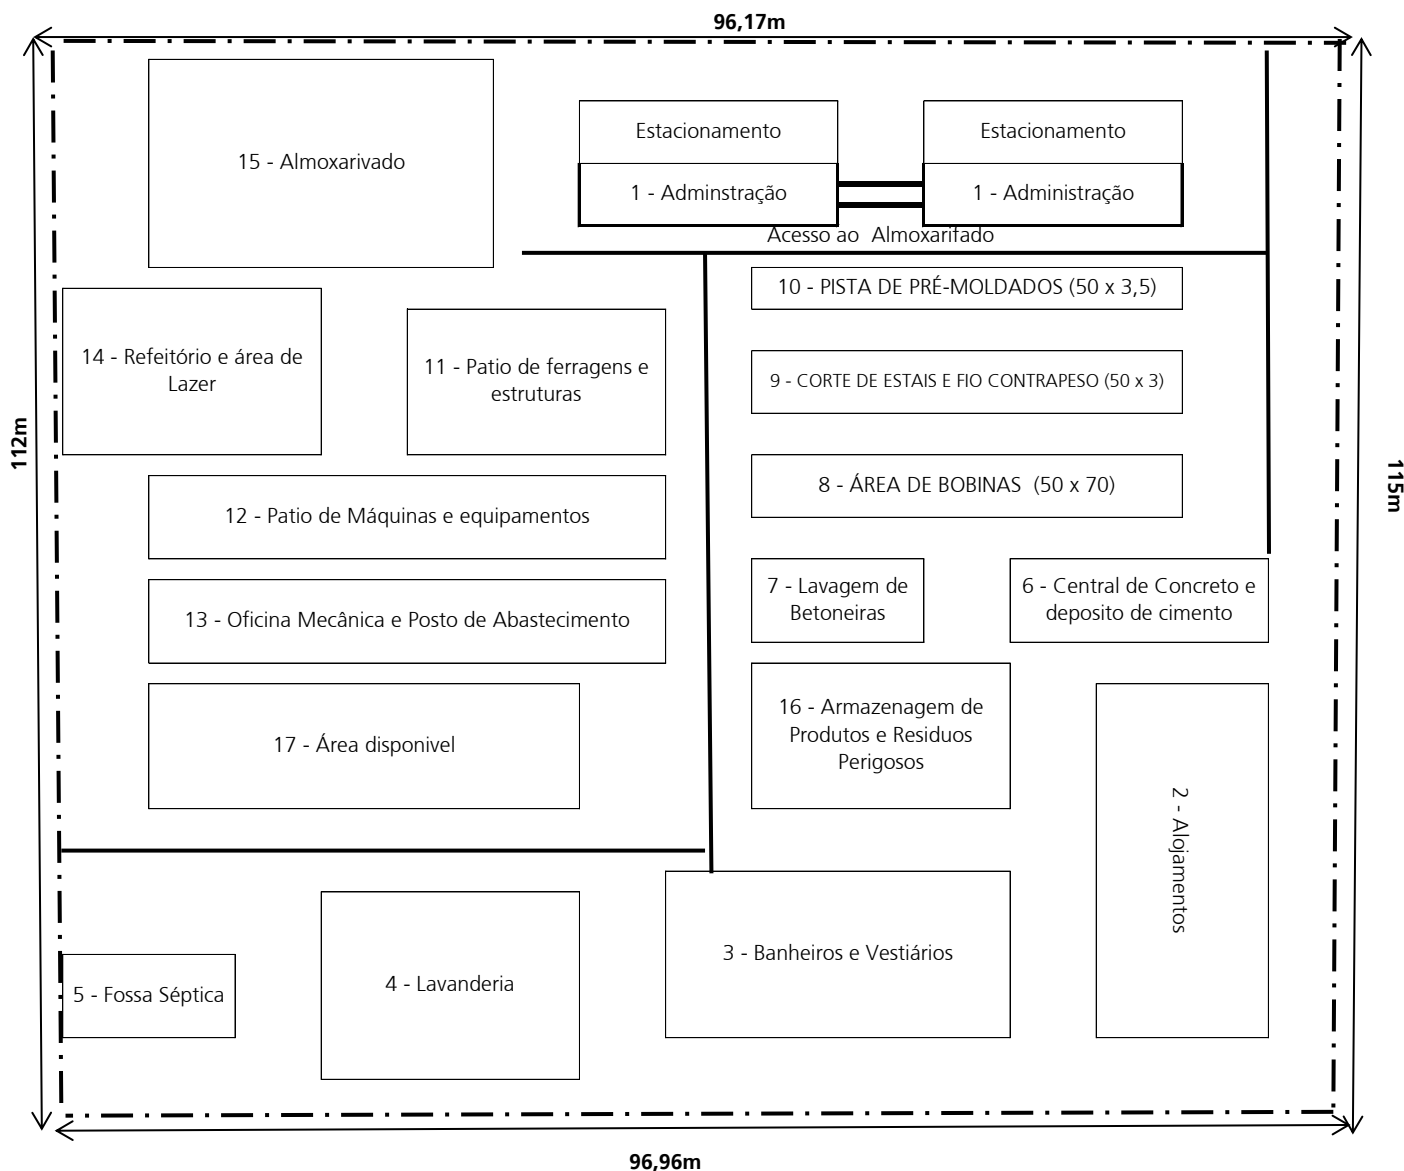 96,17m
Estacionamento
Estacionamento
15 - Almoxarivado
1 - Adminstração
1 - Administração
Acesso ao Almoxarifado
10 - PISTA DE PRÉ-MOLDADOS (50 x 3,5)
14 - Refeitório e área de
Lazer
11 - Patio de ferragens e
estruturas
9 - CORTE DE ESTAIS E FIO CONTRAPESO (50 x 3)
112m
115m
8 - ÁREA DE BOBINAS (50 x 70)
12 - Patio de Máquinas e equipamentos
7 - Lavagem de
Betoneiras
6 - Central de Concreto e
deposito de cimento
13 - Oficina Mecânica e Posto de Abastecimento
16 - Armazenagem de
Produtos e Residuos
Perigosos
17 - Área disponivel
2 - Alojamentos
3 - Banheiros e Vestiários
4 - Lavanderia
5 - Fossa Séptica
96,96m